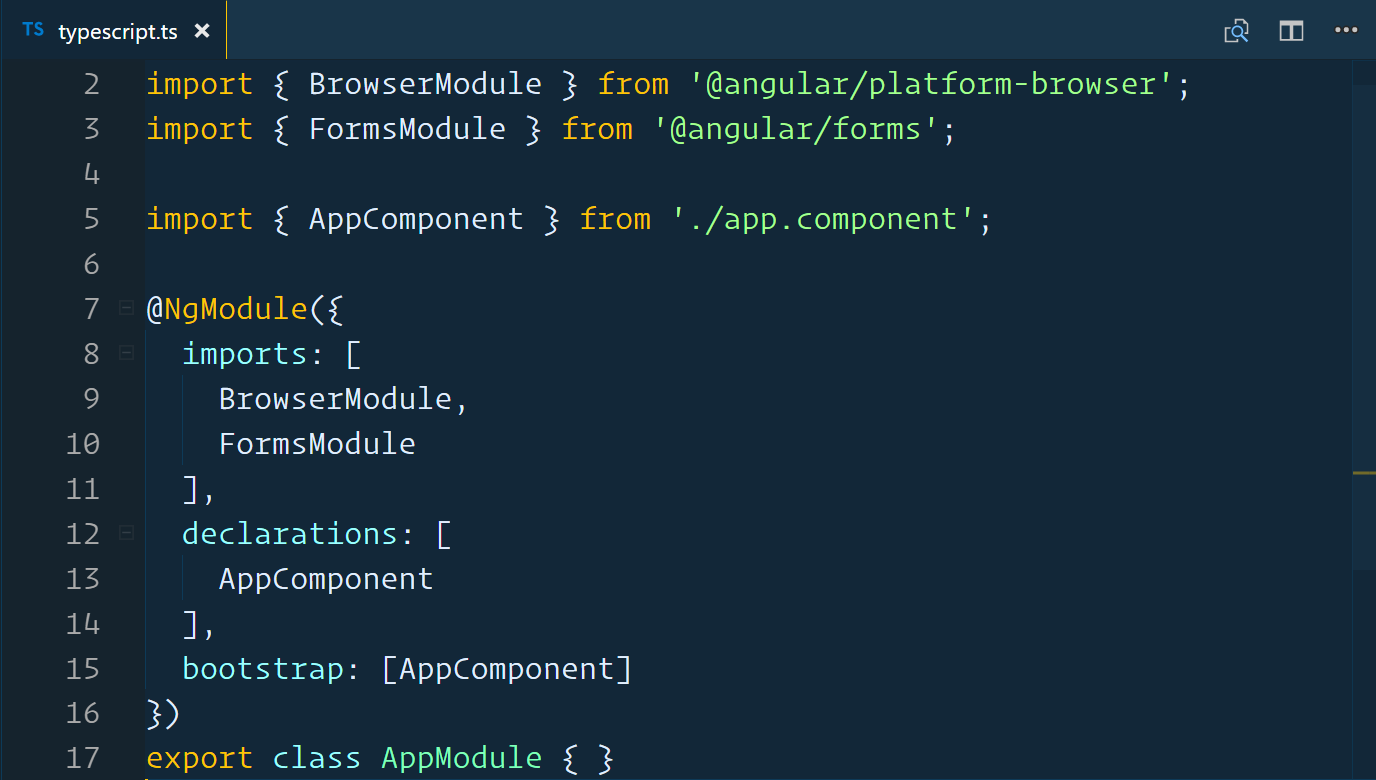 TS typescript.ts ×
2 import { BrowserModule } from '@angular/platform-browser';
3 import { FormsModule } from '@angular/forms';
4
5 import { AppComponent } from './app.component';
6
7 @NgModule({
8   imports: [
9     BrowserModule,
10     FormsModule
11   ],
12   declarations: [
13     AppComponent
14   ],
15   bootstrap: [AppComponent]
16 })
17 export class AppModule { }